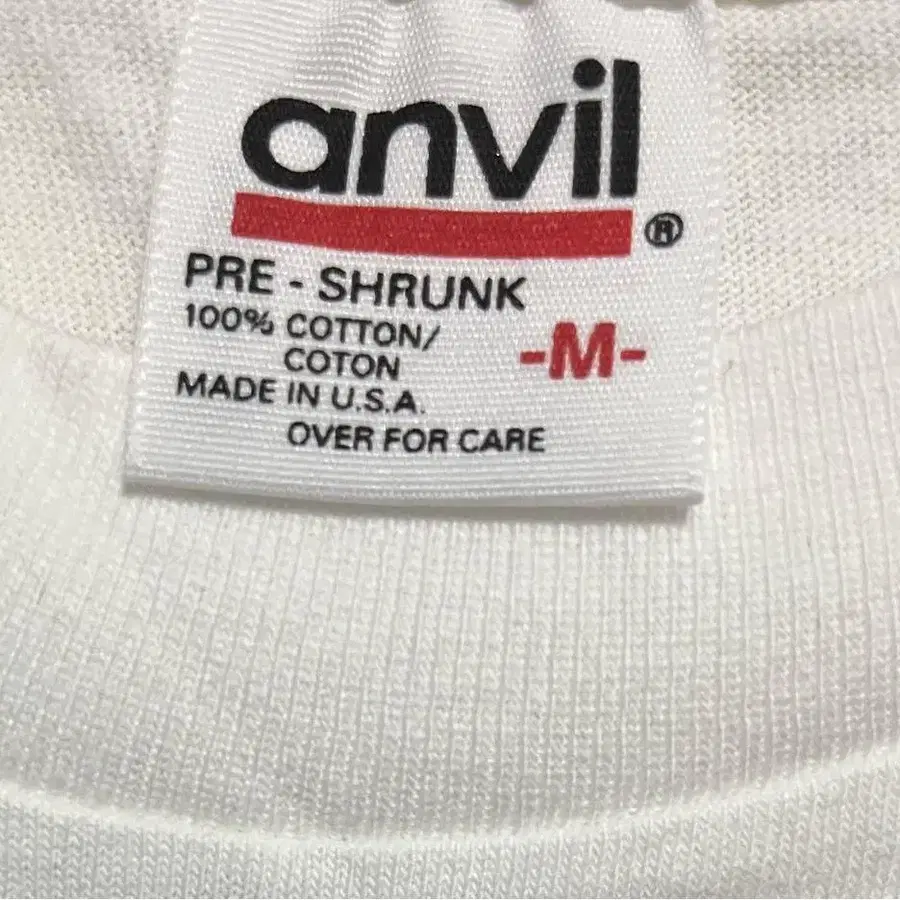 anvil®
PRE - SHRUNK
100% COTTON/
COTON
-M-
MADE IN U.S.A.
OVER FOR CARE